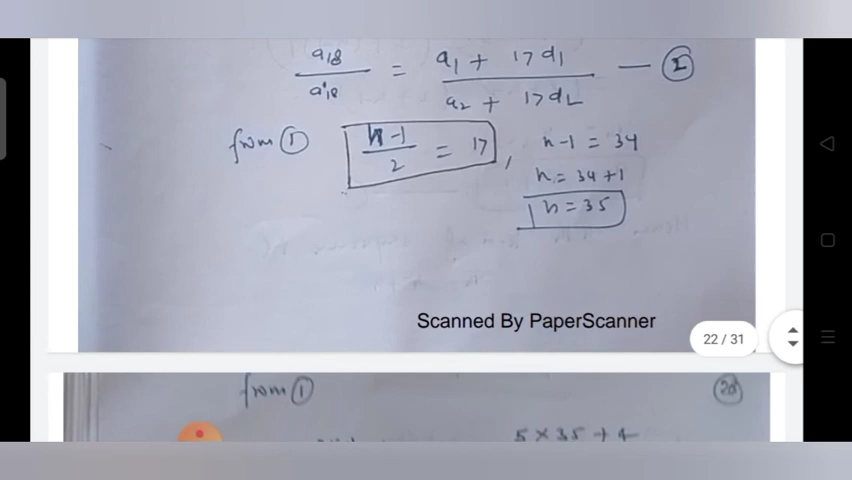 a18 / a'18 = a1 + 17d1 / a2 + 17d2 — ②
from ① n-1 / 2 = 17, n-1 = 34
n = 34+1
n = 35
Scanned By PaperScanner
22 / 31
from ①
5 × 35 + 4